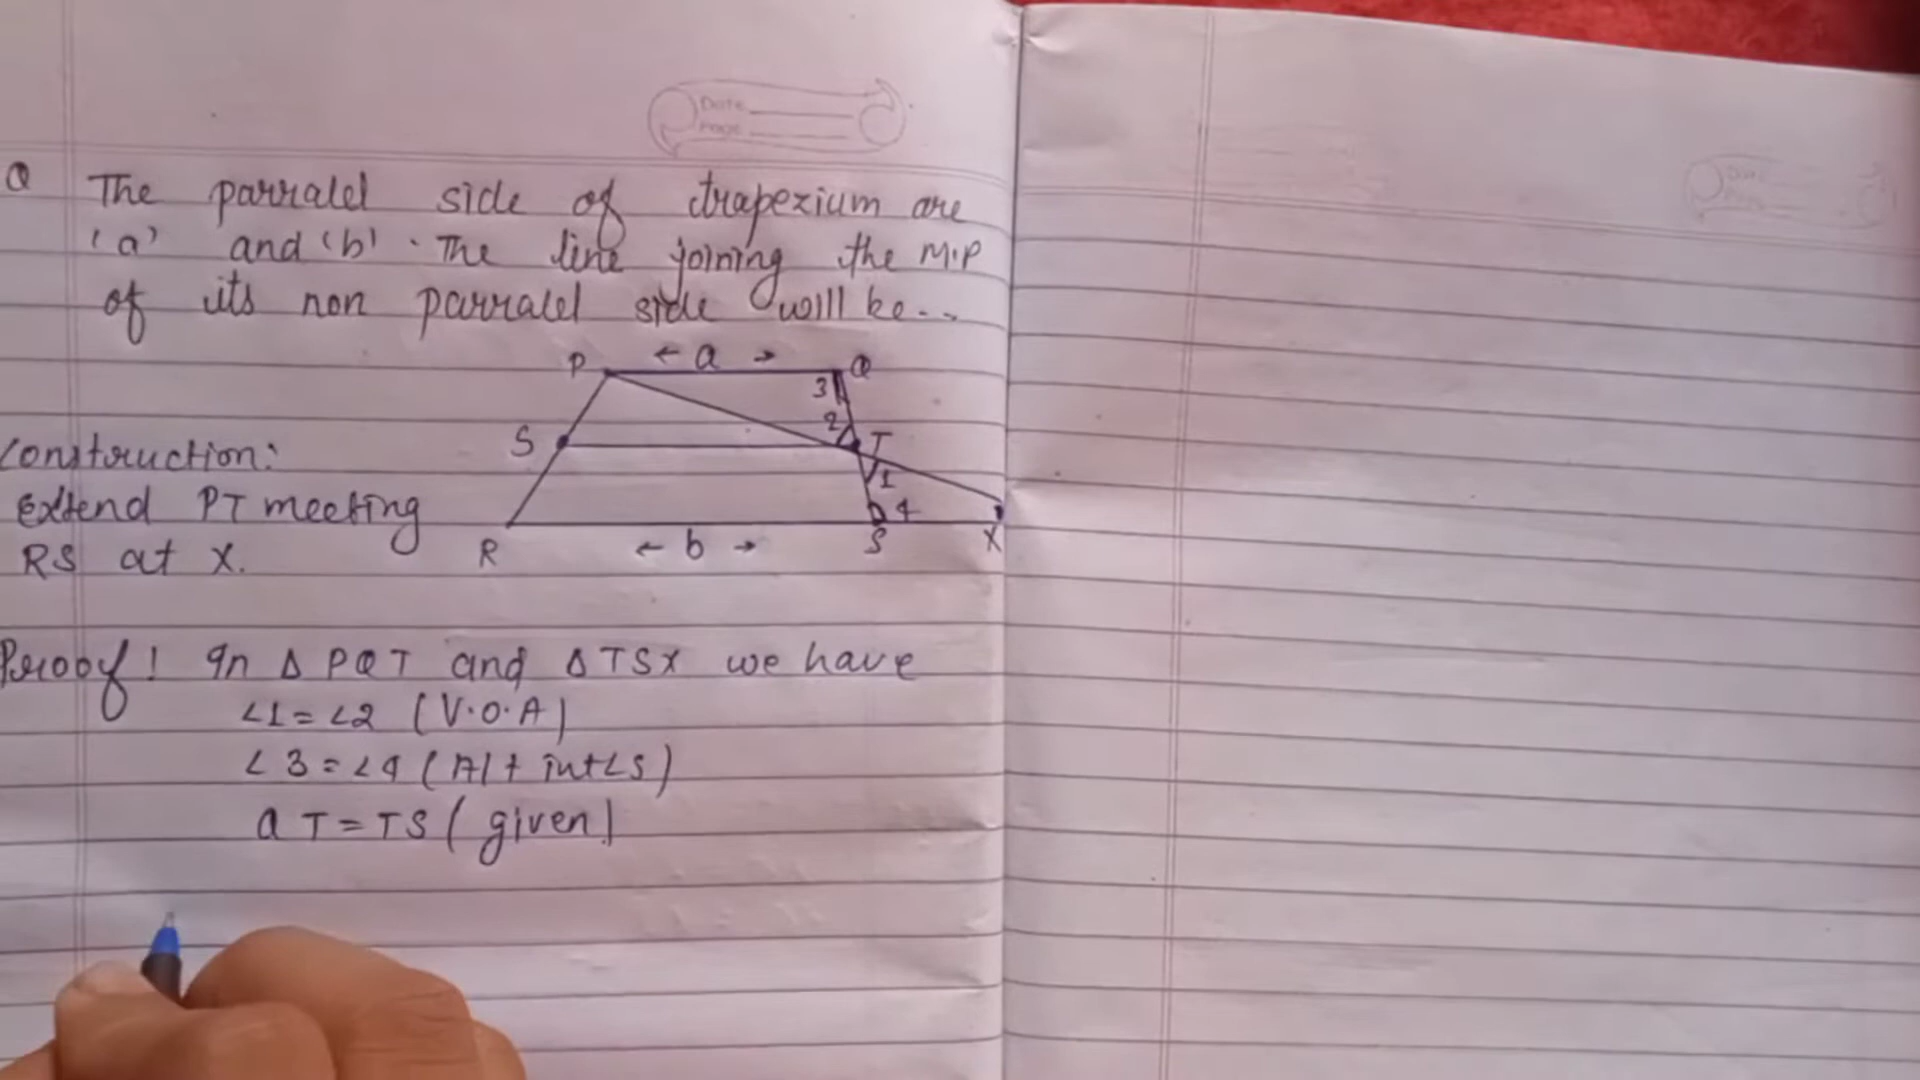 Date
Page
Q The parralel side of trapezium are
'a' and 'b'. The line joining the M.P
of its non parralel side will be...
P ← a → Q
3
2
S T
1
4
R ← b → S X
Construction:
Extend PT meeting
RS at X.
Proof! In Δ PQT and Δ TSX we have
∠1=∠2 (V.O.A)
∠3=∠4 (Alt int∠S)
QT=TS (given)